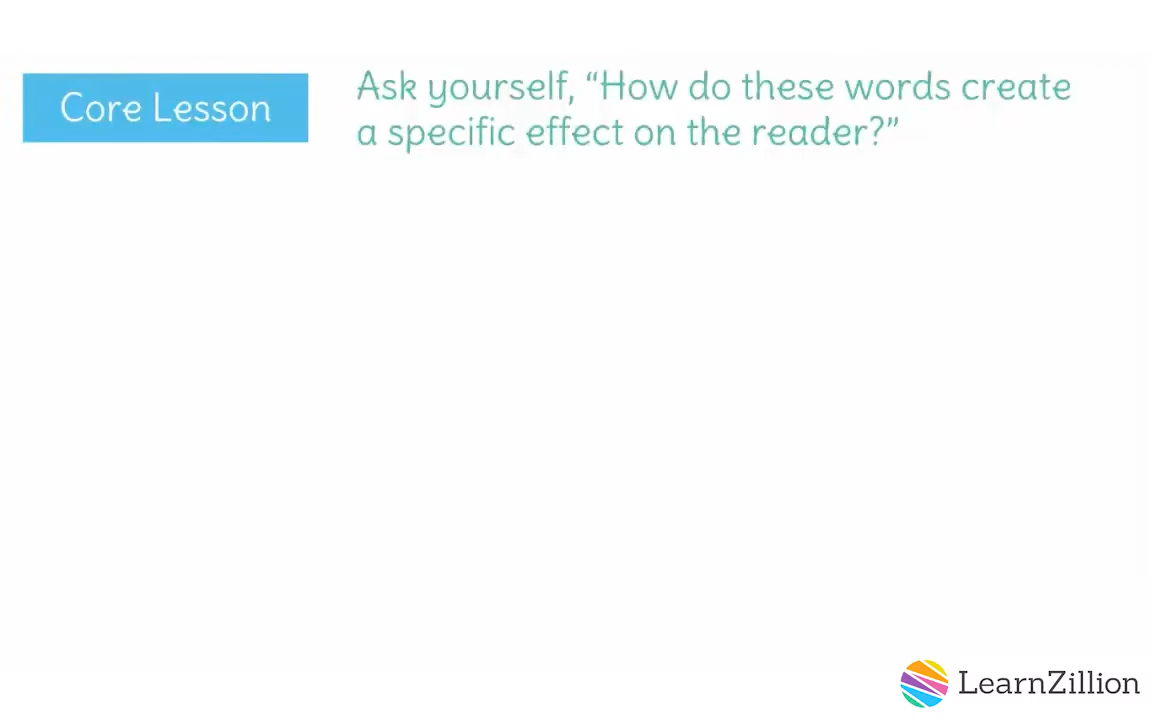 Core Lesson
Ask yourself, “How do these words create
a specific effect on the reader?”
LearnZillion